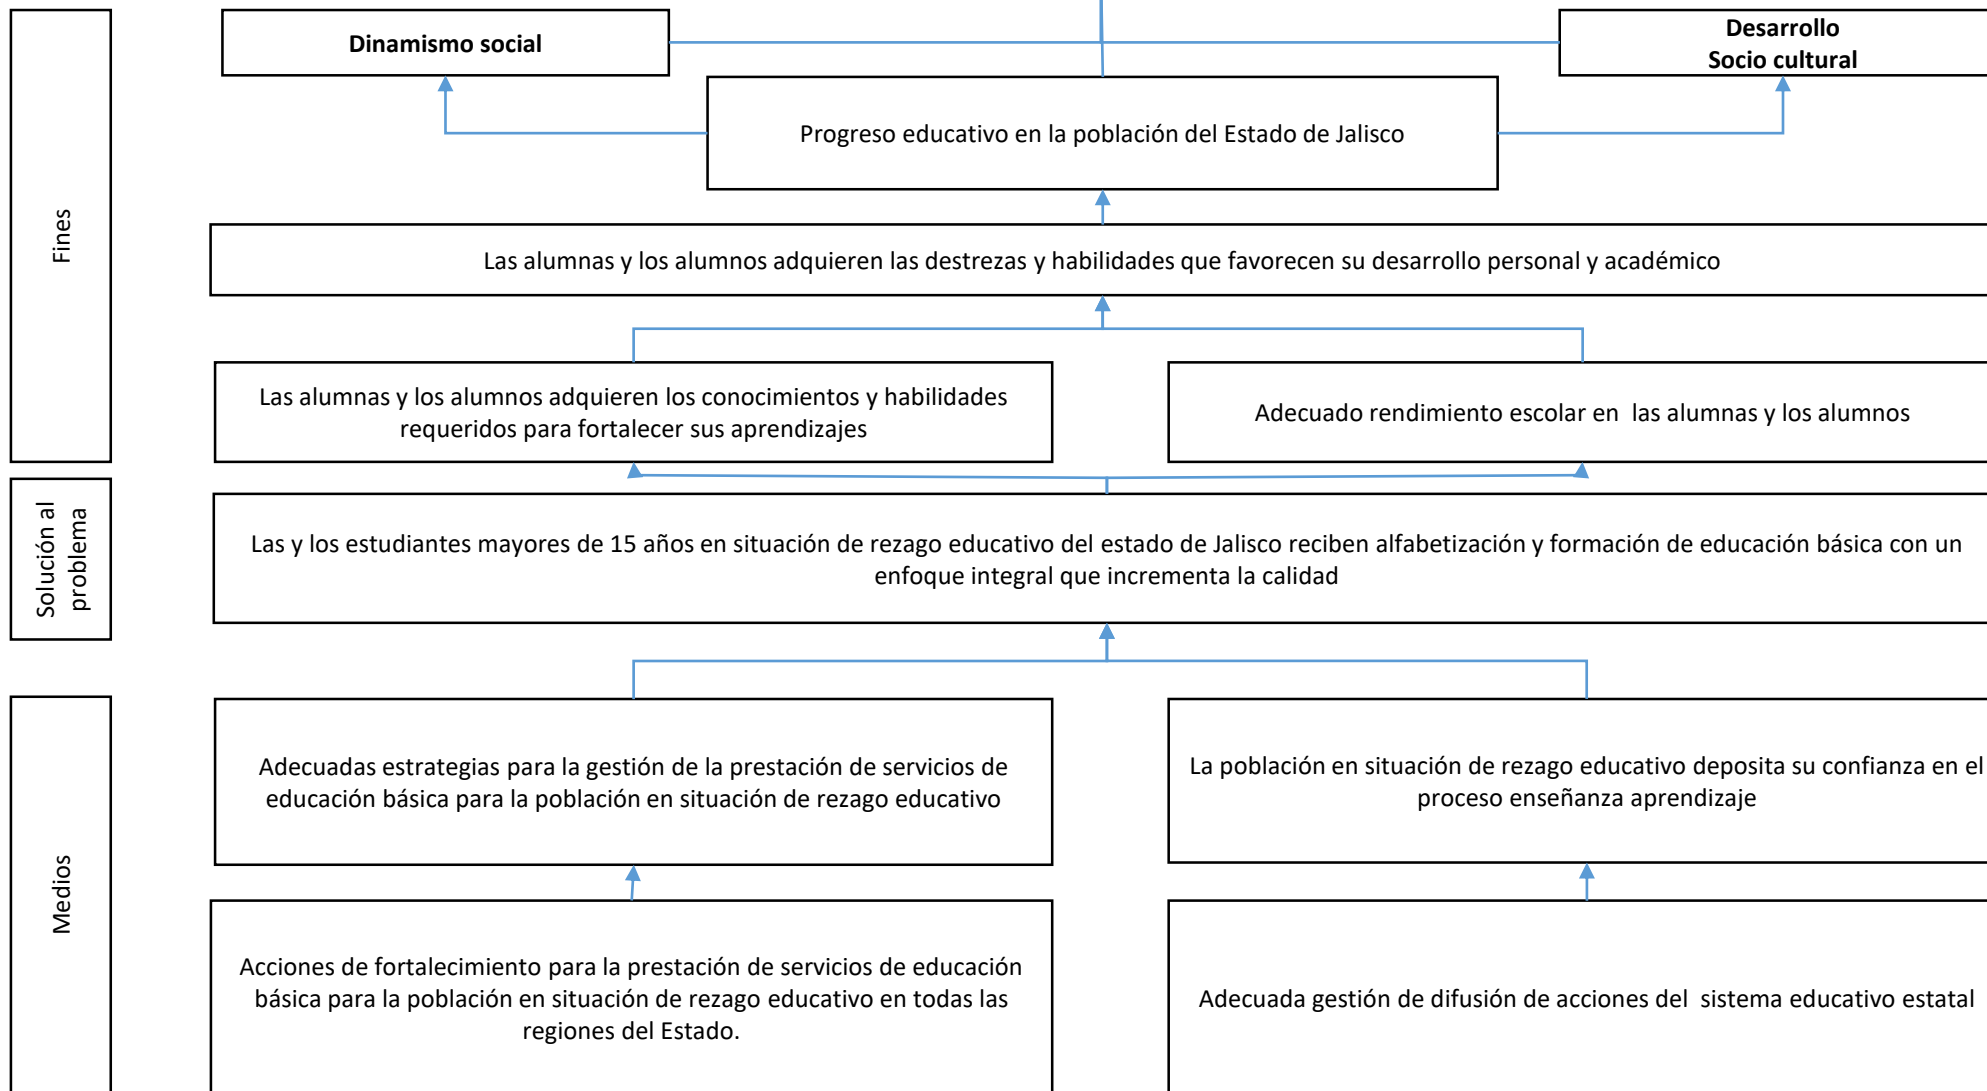 Dinamismo social
Desarrollo
Socio cultural
Progreso educativo en la población del Estado de Jalisco
Fines
Las alumnas y los alumnos adquieren las destrezas y habilidades que favorecen su desarrollo personal y académico
Las alumnas y los alumnos adquieren los conocimientos y habilidades
requeridos para fortalecer sus aprendizajes
Adecuado rendimiento escolar en las alumnas y los alumnos
Solución al
problema
Las y los estudiantes mayores de 15 años en situación de rezago educativo del estado de Jalisco reciben alfabetización y formación de educación básica con un
enfoque integral que incrementa la calidad
Medios
Adecuadas estrategias para la gestión de la prestación de servicios de
educación básica para la población en situación de rezago educativo
La población en situación de rezago educativo deposita su confianza en el
proceso enseñanza aprendizaje
Acciones de fortalecimiento para la prestación de servicios de educación
básica para la población en situación de rezago educativo en todas las
regiones del Estado.
Adecuada gestión de difusión de acciones del sistema educativo estatal